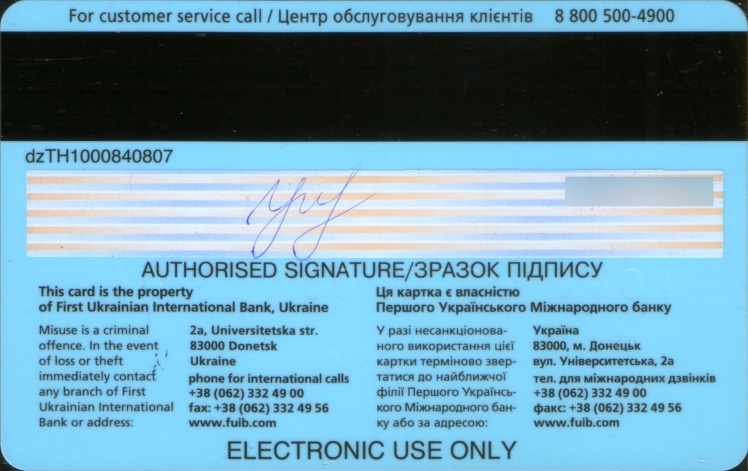 For customer service call / Центр обслуговування клієнтів 8 800 500-4900
dzTH1000840807
AUTHORISED SIGNATURE/ЗРАЗОК ПІДПИСУ
This card is the property
of First Ukrainian International Bank, Ukraine
Misuse is a criminal
offence. In the event
of loss or theft
immediately contact
any branch of First
Ukrainian International
Bank or address:
2a, Universitetska str.
83000 Donetsk
Ukraine
phone for international calls
+38 (062) 332 49 00
fax: +38 (062) 332 49 56
www.fuib.com
Ця картка є власністю
Першого Українського Міжнародного банку
У разі несанкціонова-
ного використання цієї
картки терміново звер-
татися до найближчої
філії Першого Українсь-
кого Міжнародного бан-
ку або за адресою:
Україна
83000, м. Донецьк
вул. Університетська, 2а
тел. для міжнародних дзвінків
+38 (062) 332 49 00
факс: +38 (062) 332 49 56
www.fuib.com
ELECTRONIC USE ONLY